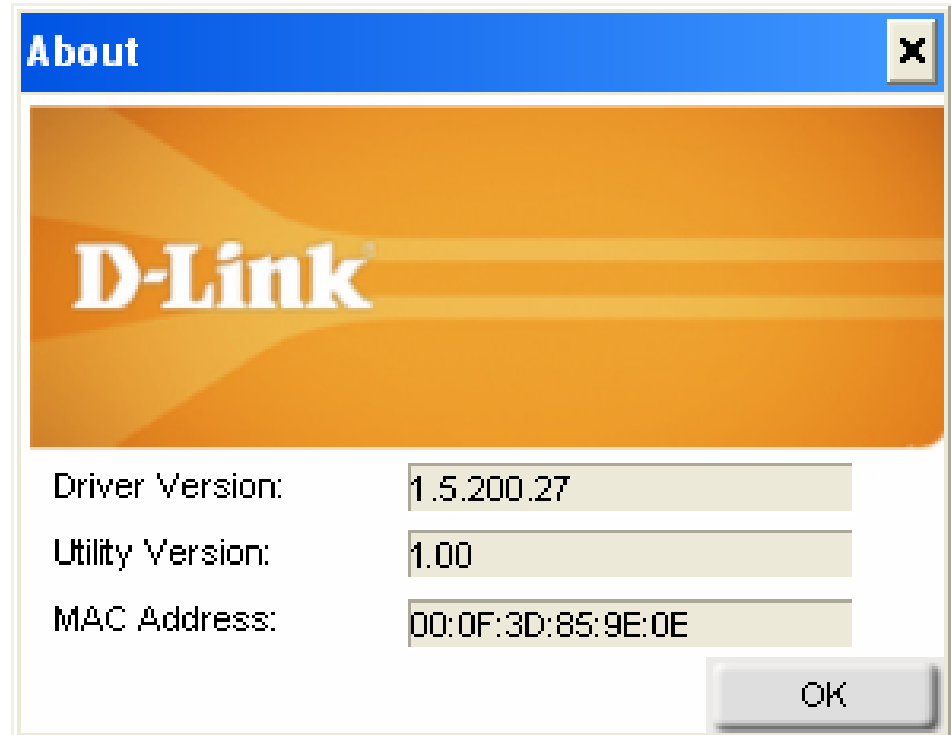 About
D-Link
Driver Version: 1.5.200.27
Utility Version: 1.00
MAC Address: 00:0F:3D:85:9E:0E
OK